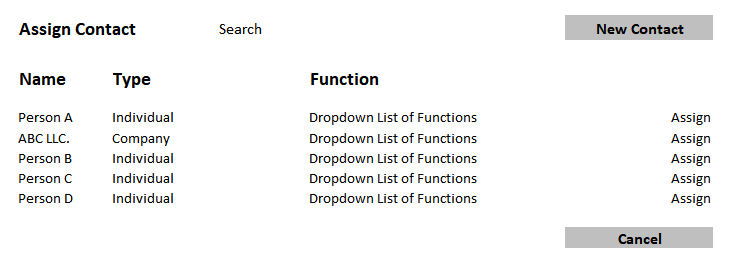 Assign Contact Search New Contact
Name Type Function
Person A Individual Dropdown List of Functions Assign
ABC LLC. Company Dropdown List of Functions Assign
Person B Individual Dropdown List of Functions Assign
Person C Individual Dropdown List of Functions Assign
Person D Individual Dropdown List of Functions Assign
Cancel